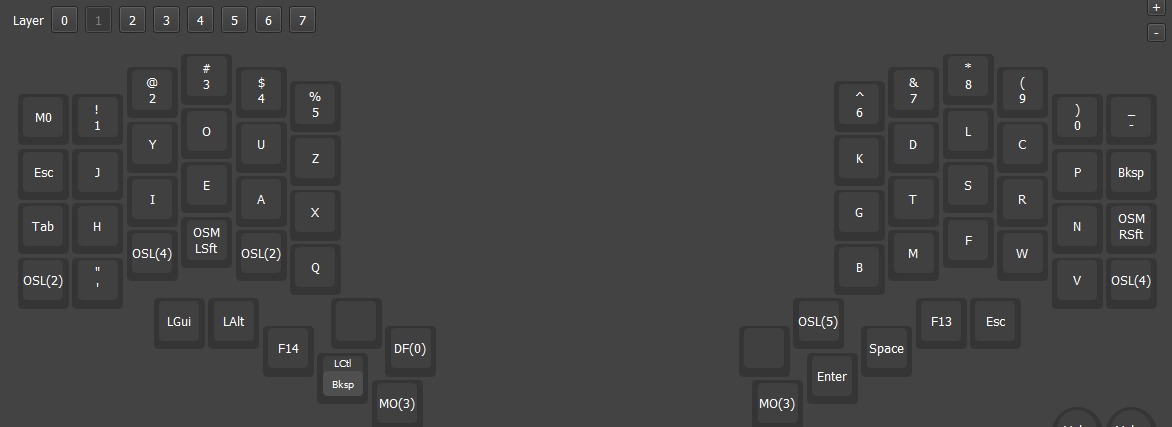 Layer 0 1 2 3 4 5 6 7
+
-
M0
!
1
@
2
#
3
$
4
%
5
^
6
&
7
*
8
(
9
)
0
_
-
Esc
J
Y
O
U
Z
K
D
L
C
P
Bksp
Tab
H
I
E
A
X
G
T
S
R
N
OSM
RSft
OSL(2)
"
'
OSL(4)
OSM
LSft
OSL(2)
Q
B
M
F
W
V
OSL(4)
LGui
LAlt
F14
DF(0)
LCtl
Bksp
MO(3)
OSL(5)
F13
Esc
Space
Enter
MO(3)